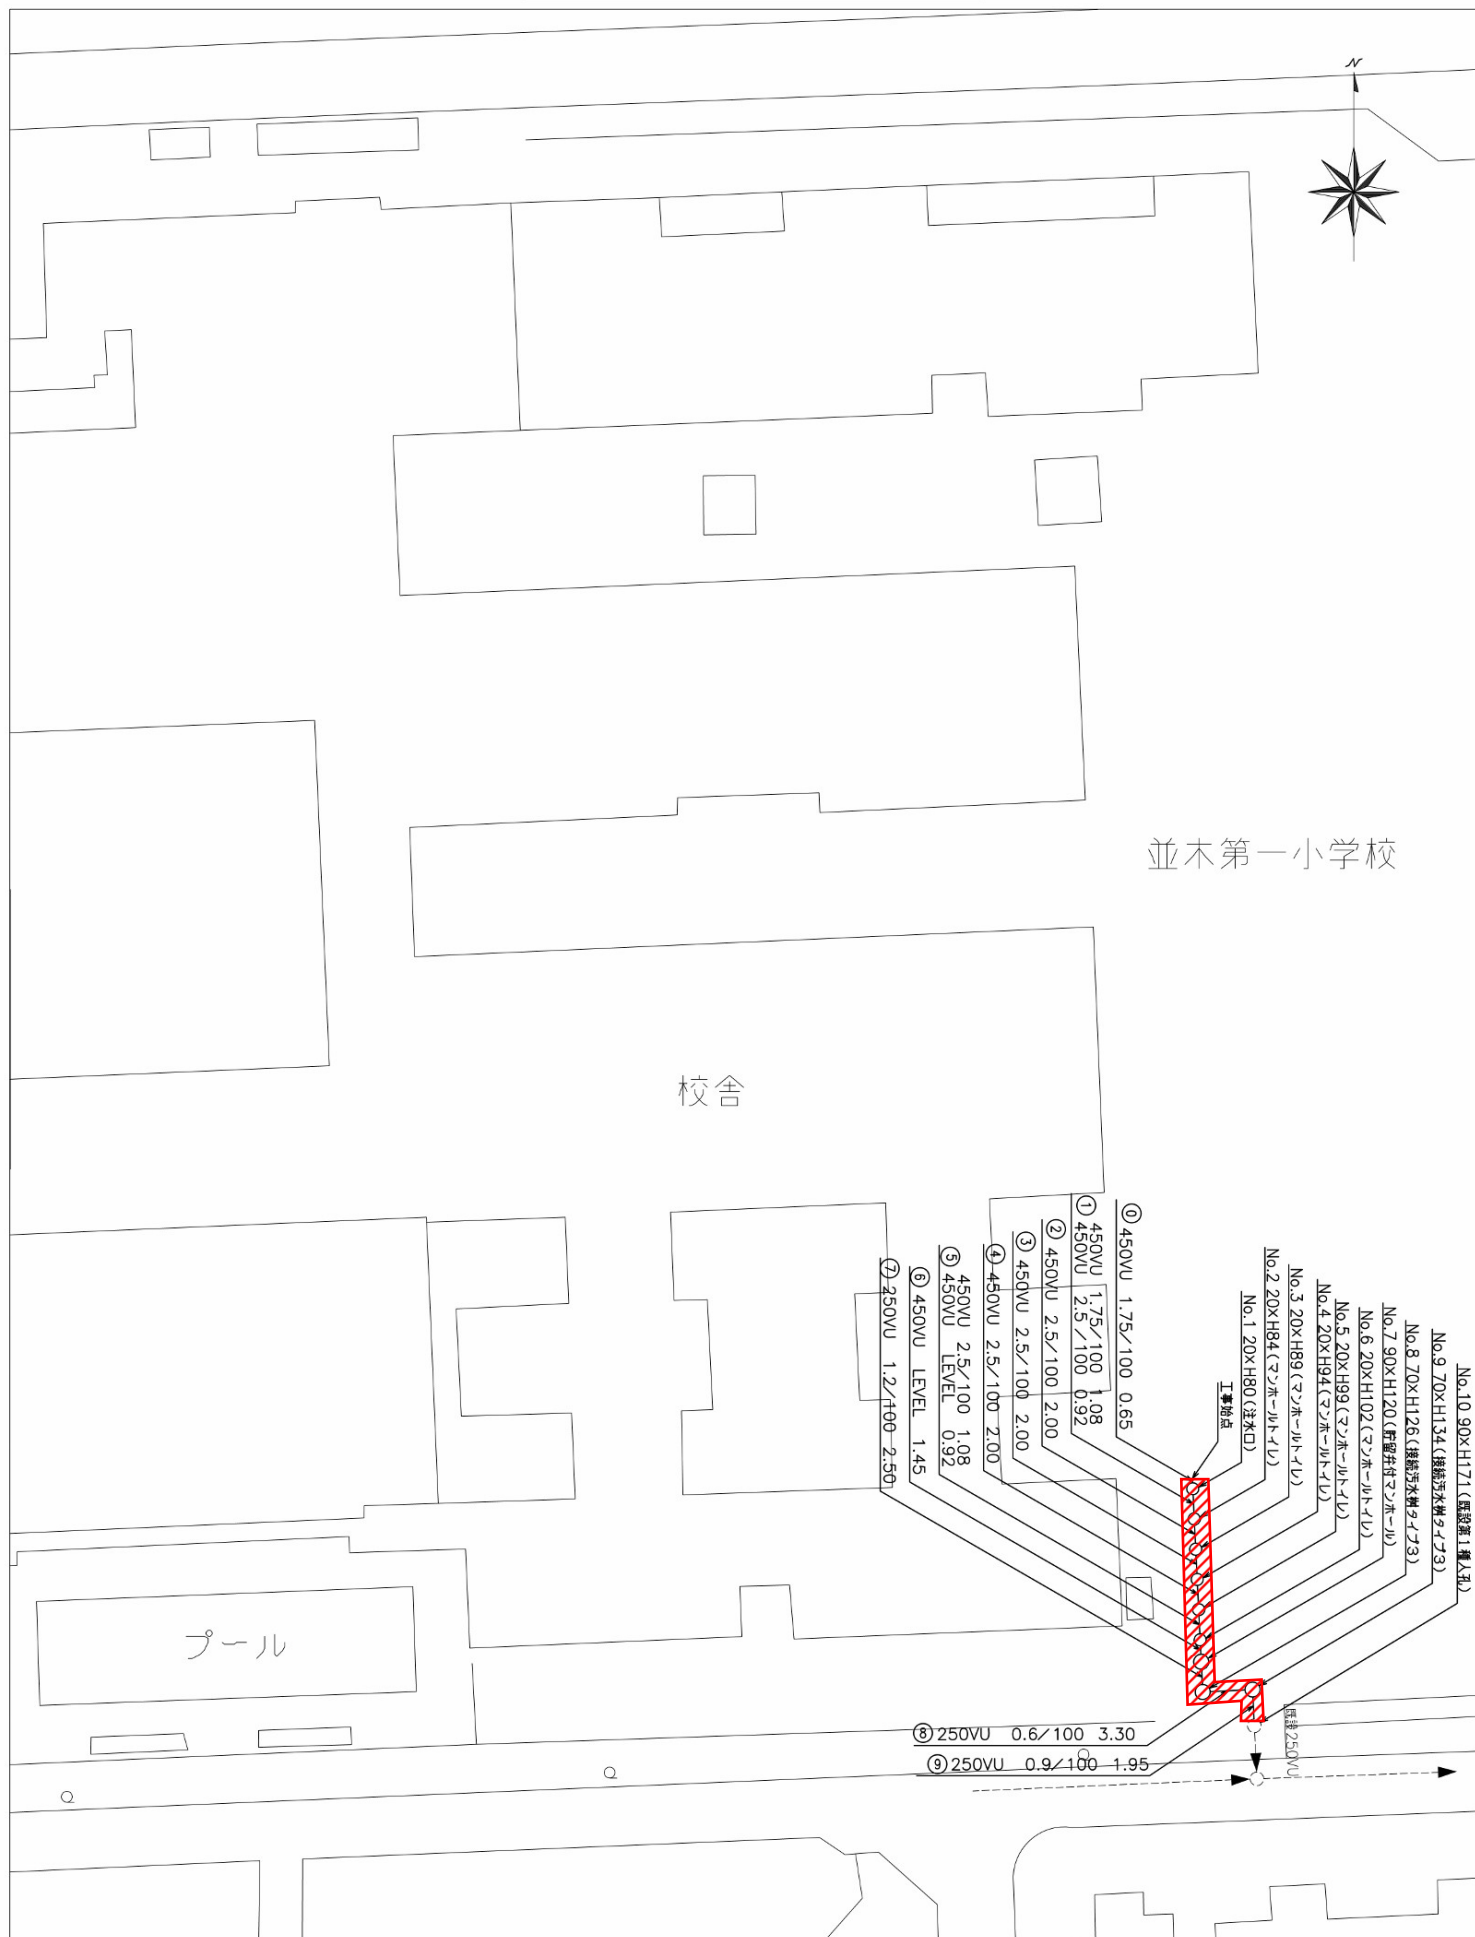 N
並木第一小学校
校舎
プール
⓪ 450VU 1.75/100 0.65
① 450VU 1.75/100 1.08
450VU 2.5/100 0.92
② 450VU 2.5/100 2.00
③ 450VU 2.5/100 2.00
④ 450VU 2.5/100 2.00
⑤ 450VU 2.5/100 1.08
450VU LEVEL 0.92
⑥ 450VU LEVEL 1.45
⑦ 250VU 1.2/100 2.50
⑧ 250VU 0.6/100 3.30
⑨ 250VU 0.9/100 1.95
工事始点
No.1 20×H80(注水口)
No.2 20×H84(マンホールトイレ)
No.3 20×H89(マンホールトイレ)
No.4 20×H94(マンホールトイレ)
No.5 20×H99(マンホールトイレ)
No.6 20×H102(マンホールトイレ)
No.7 90×H120(貯留弁付マンホール)
No.8 70×H126(接続汚水桝タイプ3)
No.9 70×H134(接続汚水桝タイプ3)
No.10 90×H171(既設第1種人孔)
既設250VU